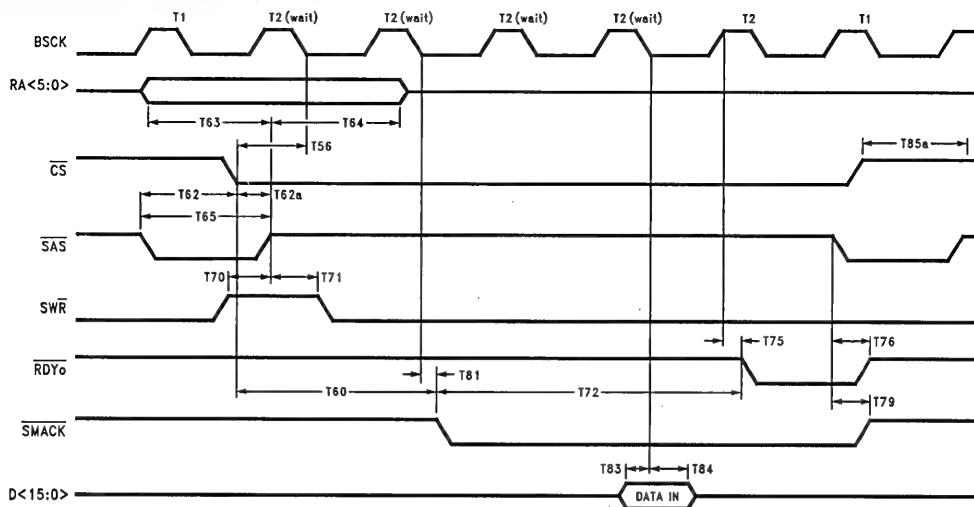 T1 T2 (wait) T2 (wait) T2 (wait) T2 (wait) T2 T1
BSCK
RA<5:0>
T63 T64
T56 T85a
CS
T62 T62a
T65
SAS
T70 T71
SWR
T75 T76
RDYo
T60 T81 T72 T79
SMACK
T83 T84
D<15:0> DATA IN